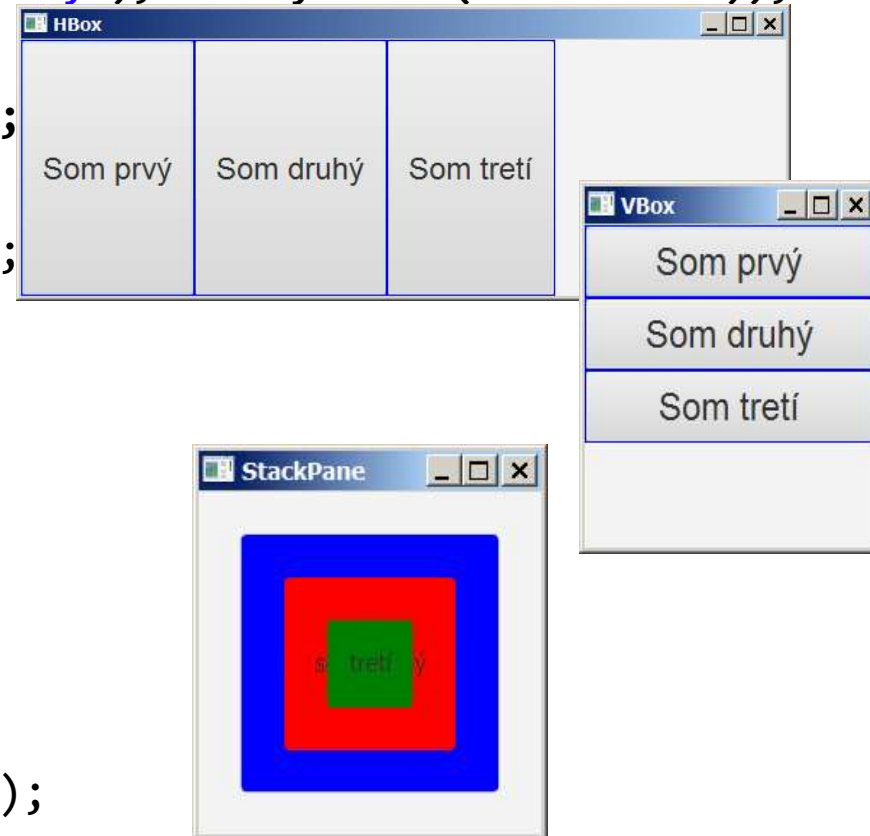 HBox
;
Som prvý
Som druhý
Som tretí
;
VBox
Som prvý
Som druhý
Som tretí
StackPane
tretí
);